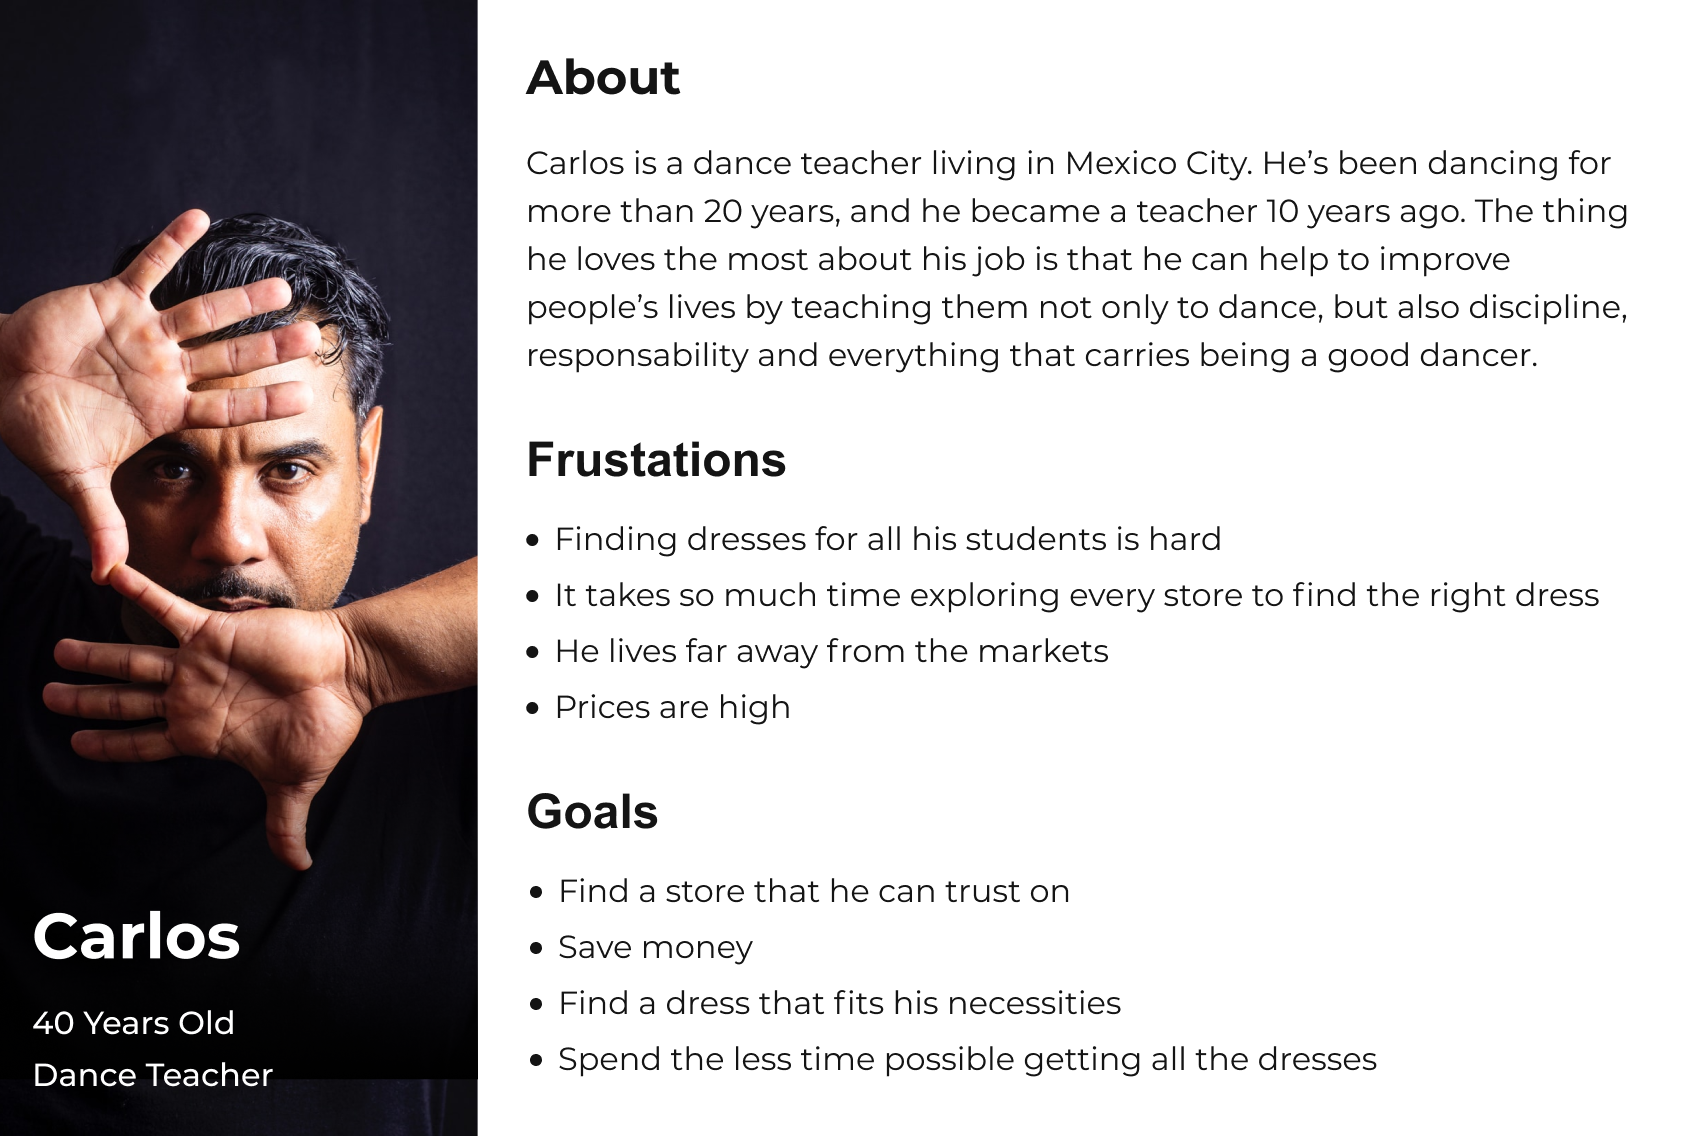 About
Carlos is a dance teacher living in Mexico City. He’s been dancing for
more than 20 years, and he became a teacher 10 years ago. The thing
he loves the most about his job is that he can help to improve
people’s lives by teaching them not only to dance, but also discipline,
responsability and everything that carries being a good dancer.
Frustations
• Finding dresses for all his students is hard
• It takes so much time exploring every store to find the right dress
• He lives far away from the markets
• Prices are high
Goals
• Find a store that he can trust on
• Save money
• Find a dress that fits his necessities
• Spend the less time possible getting all the dresses
Carlos
40 Years Old
Dance Teacher